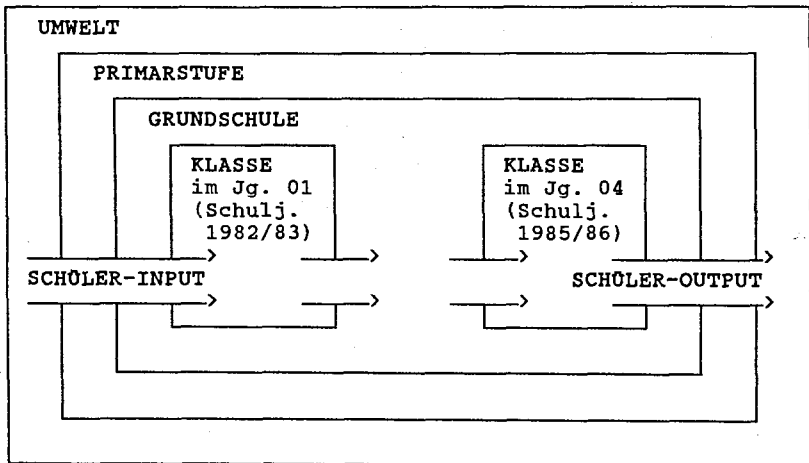 UMWELT
PRIMARSTUFE
GRUNDSCHULE
KLASSE
im Jg. 01
(Schulj.
1982/83)
KLASSE
im Jg. 04
(Schulj.
1985/86)
SCHÜLER-INPUT
SCHÜLER-OUTPUT